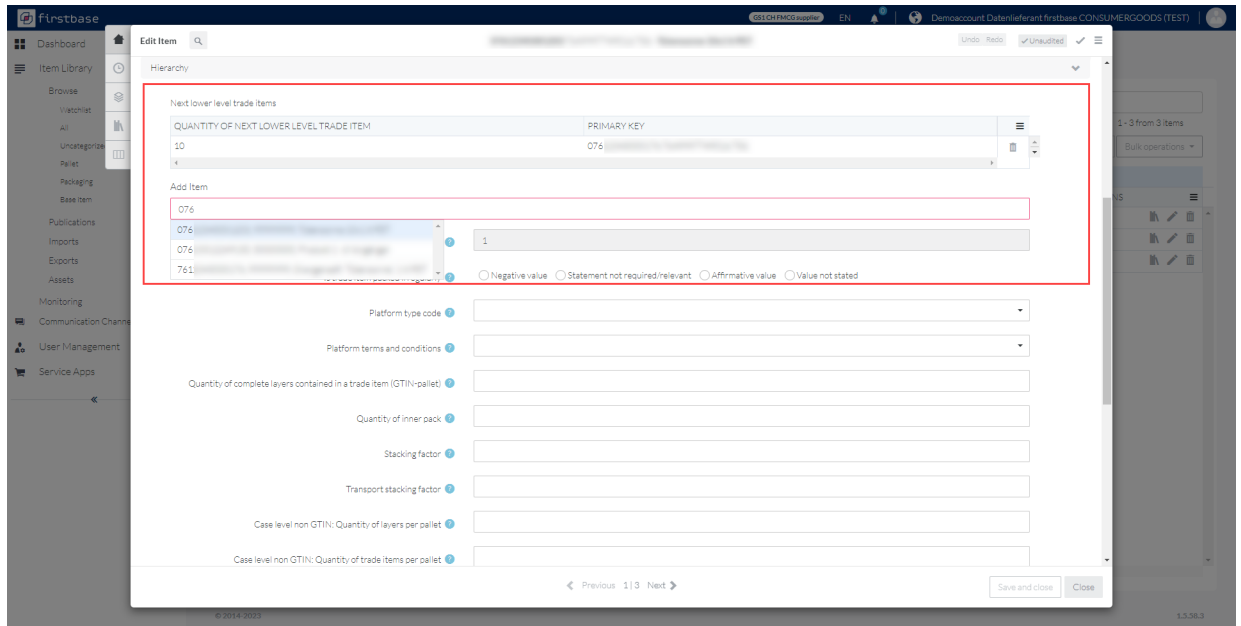 firstbase
GS1 CH FMCG supplier
EN
Demoaccount Datenlieferant firstbase CONSUMERGOODS (TEST)
Dashboard
Item Library
Browse
Watchlist
All
Uncategorize
Pallet
Packaging
Base item
Publications
Imports
Exports
Assets
Monitoring
Communication Channe
User Management
Service Apps
Edit Item
Undo Redo
Unaudited
Hierarchy
Next lower level trade items
QUANTITY OF NEXT LOWER LEVEL TRADE ITEM PRIMARY KEY
10 076
Add Item
076
076
076
761
1
Negative value Statement not required/relevant Affirmative value Value not stated
Platform type code
Platform terms and conditions
Quantity of complete layers contained in a trade item (GTIN-pallet)
Quantity of inner pack
Stacking factor
Transport stacking factor
Case level non GTIN: Quantity of layers per pallet
Case level non GTIN: Quantity of trade items per pallet
Previous 1|3 Next
Save and close Close
1 - 3 from 3 items
Bulk operations
NS
© 2014-2023
1.5.58.3